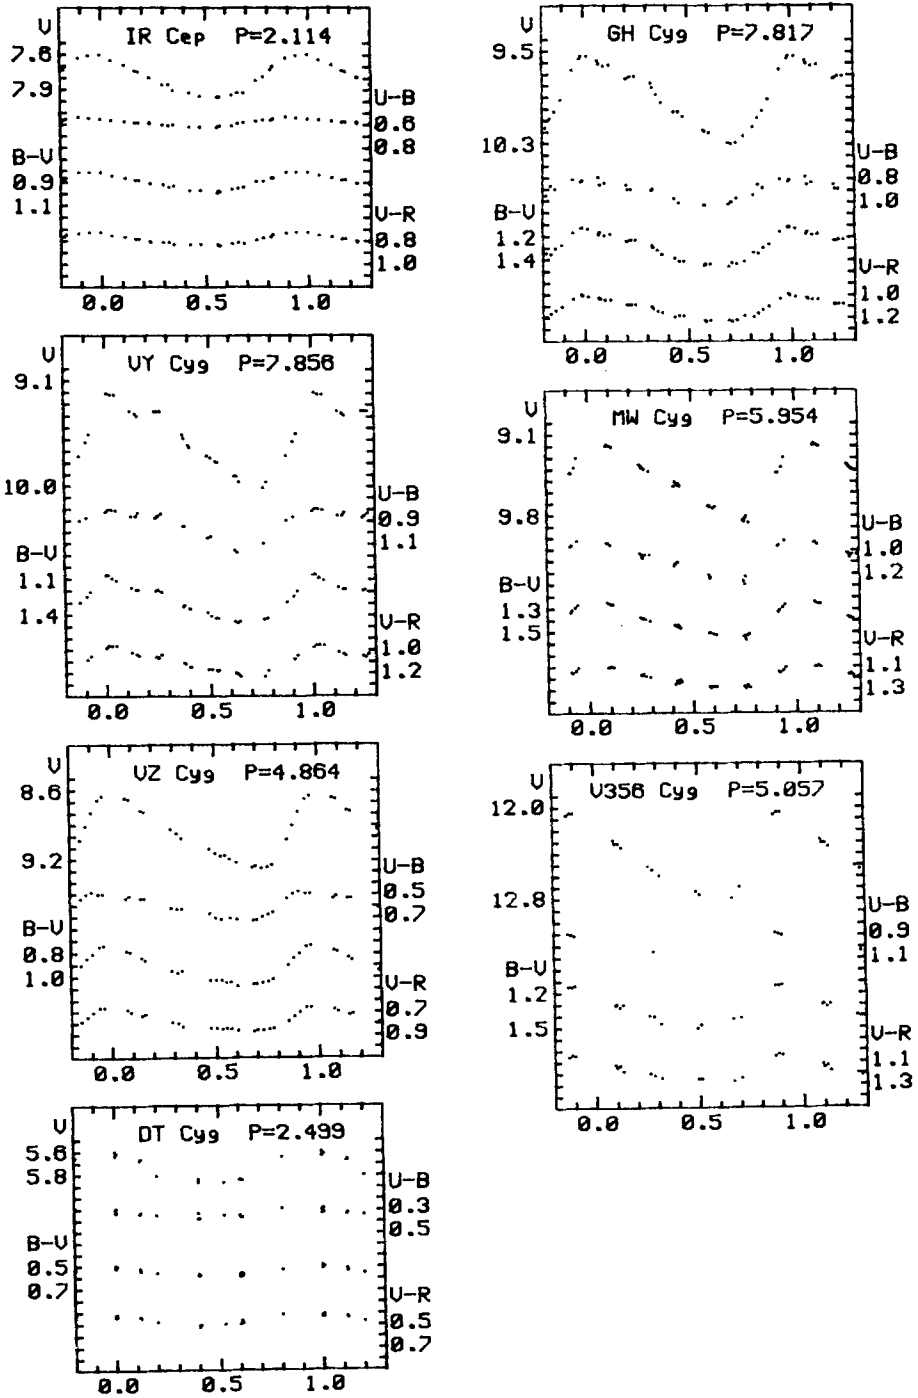 IR Cep P=2.114
V
7.6
7.9
U-B
0.6
0.8
B-V
0.9
1.1
V-R
0.8
1.0
0.0 0.5 1.0
VY Cyg P=7.856
V
9.1
10.0
U-B
0.9
1.1
B-V
1.1
1.4
V-R
1.0
1.2
0.0 0.5 1.0
VZ Cyg P=4.864
V
8.6
9.2
U-B
0.5
0.7
B-V
0.8
1.0
V-R
0.7
0.9
0.0 0.5 1.0
DT Cyg P=2.499
V
5.6
5.8
U-B
0.3
0.5
B-V
0.5
0.7
V-R
0.5
0.7
0.0 0.5 1.0
GH Cyg P=7.817
V
9.5
10.3
U-B
0.8
1.0
B-V
1.2
1.4
V-R
1.0
1.2
0.0 0.5 1.0
MW Cyg P=5.954
V
9.1
9.8
U-B
1.0
1.2
B-V
1.3
1.5
V-R
1.1
1.3
0.0 0.5 1.0
V356 Cyg P=5.057
V
12.0
12.8
U-B
0.9
1.1
B-V
1.2
1.5
V-R
1.1
1.3
0.0 0.5 1.0